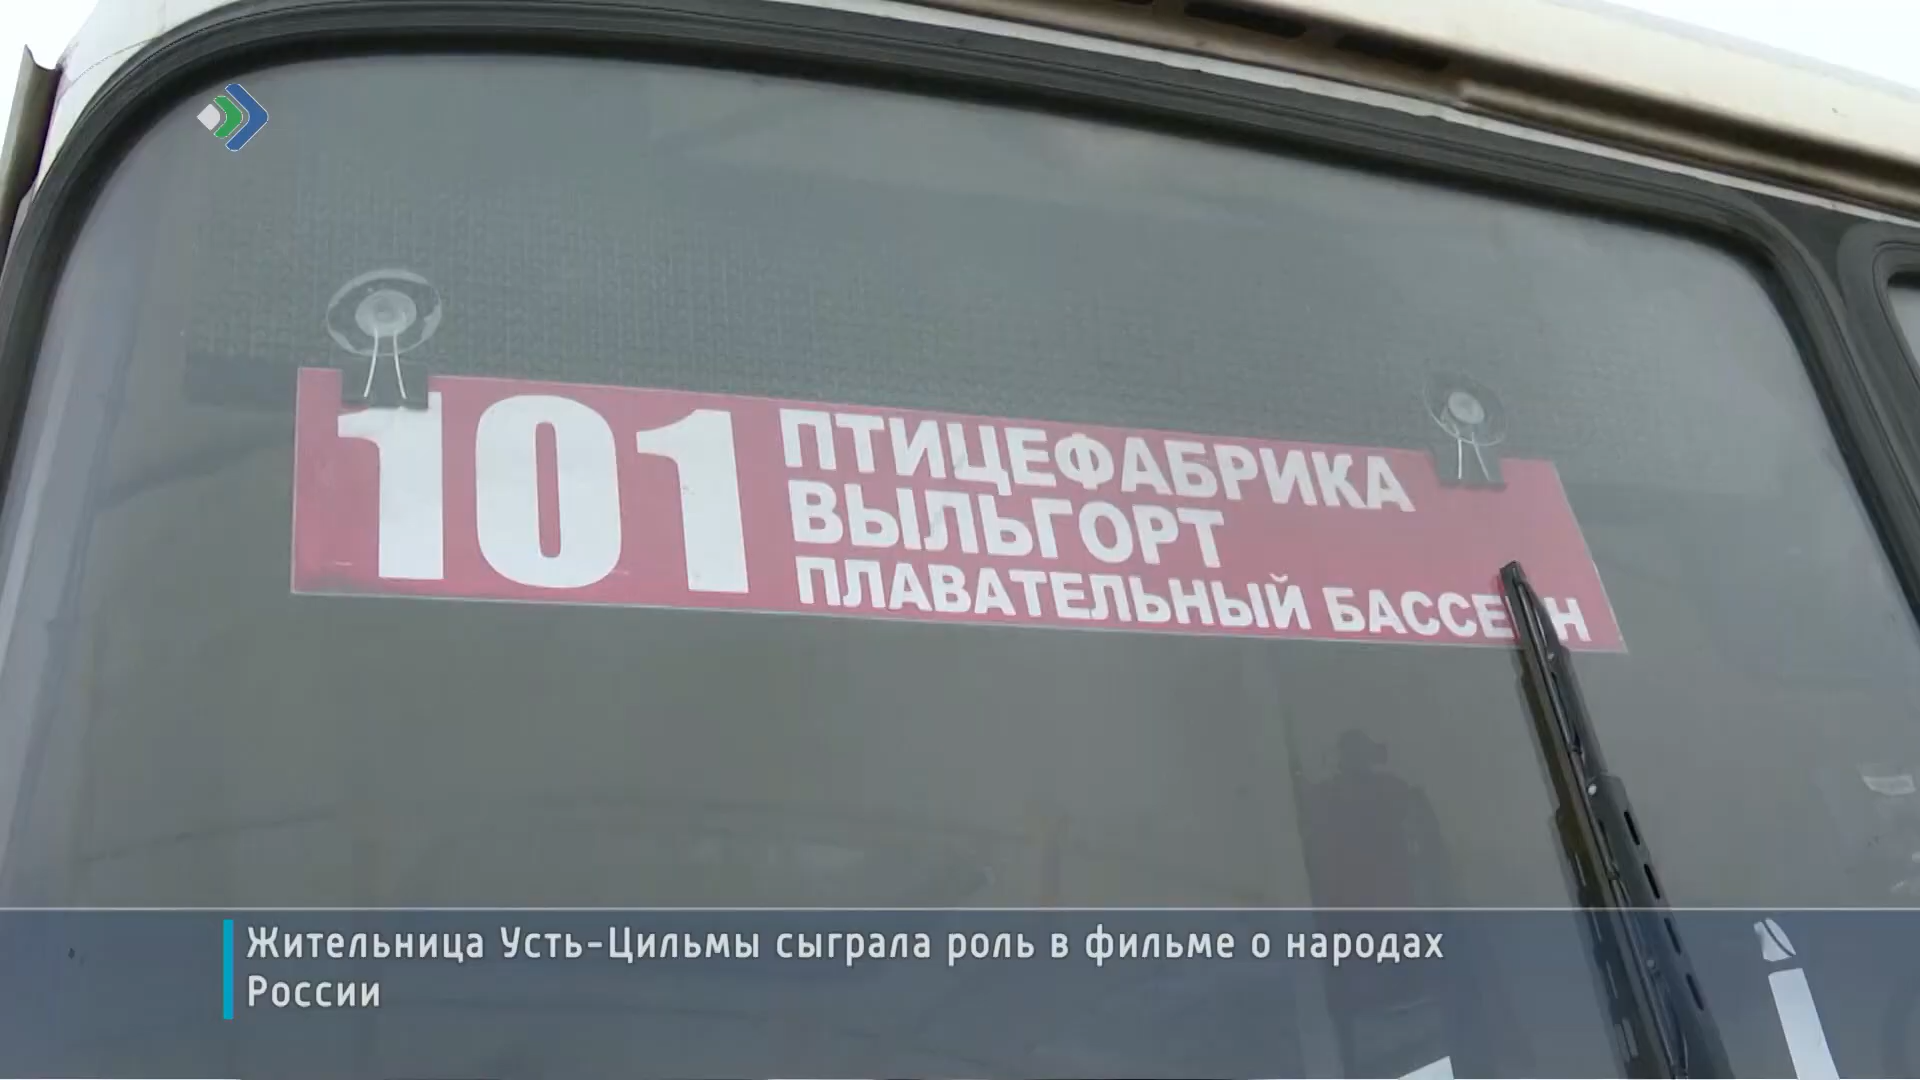 101
ПТИЦЕФАБРИКА
ВЫЛЬГОРТ
ПЛАВАТЕЛЬНЫЙ БАССЕЙН
Жительница Усть-Цильмы сыграла роль в фильме о народах
России